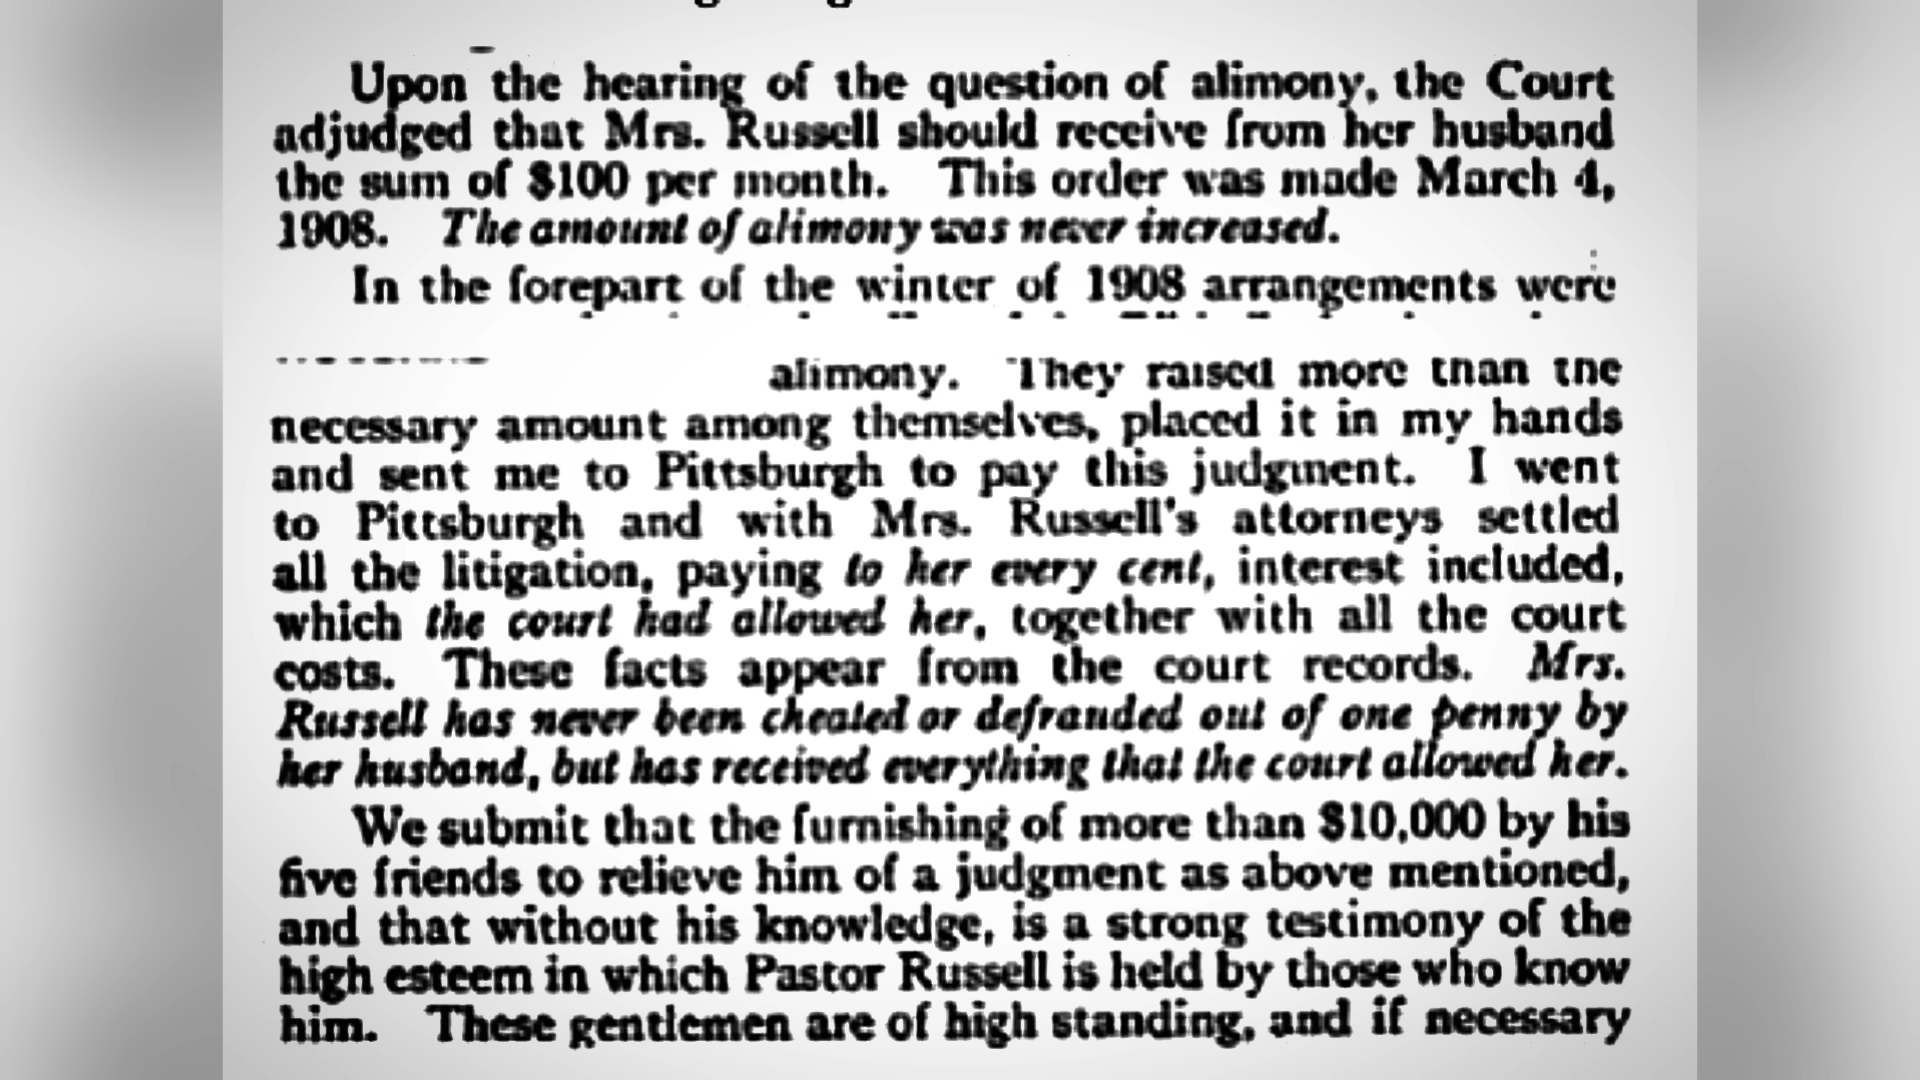 Upon the hearing of the question of alimony, the Court
adjudged that Mrs. Russell should receive from her husband
the sum of $100 per month. This order was made March 4,
1908. The amount of alimony was never increased.
In the forepart of the winter of 1908 arrangements were
alimony. They raised more than the
necessary amount among themselves, placed it in my hands
and sent me to Pittsburgh to pay this judgment. I went
to Pittsburgh and with Mrs. Russell's attorneys settled
all the litigation, paying to her every cent, interest included,
which the court had allowed her, together with all the court
costs. These facts appear from the court records. Mrs.
Russell has never been cheated or defrauded out of one penny by
her husband, but has received everything that the court allowed her.
We submit that the furnishing of more than $10,000 by his
five friends to relieve him of a judgment as above mentioned,
and that without his knowledge, is a strong testimony of the
high esteem in which Pastor Russell is held by those who know
him. These gentlemen are of high standing, and if necessary